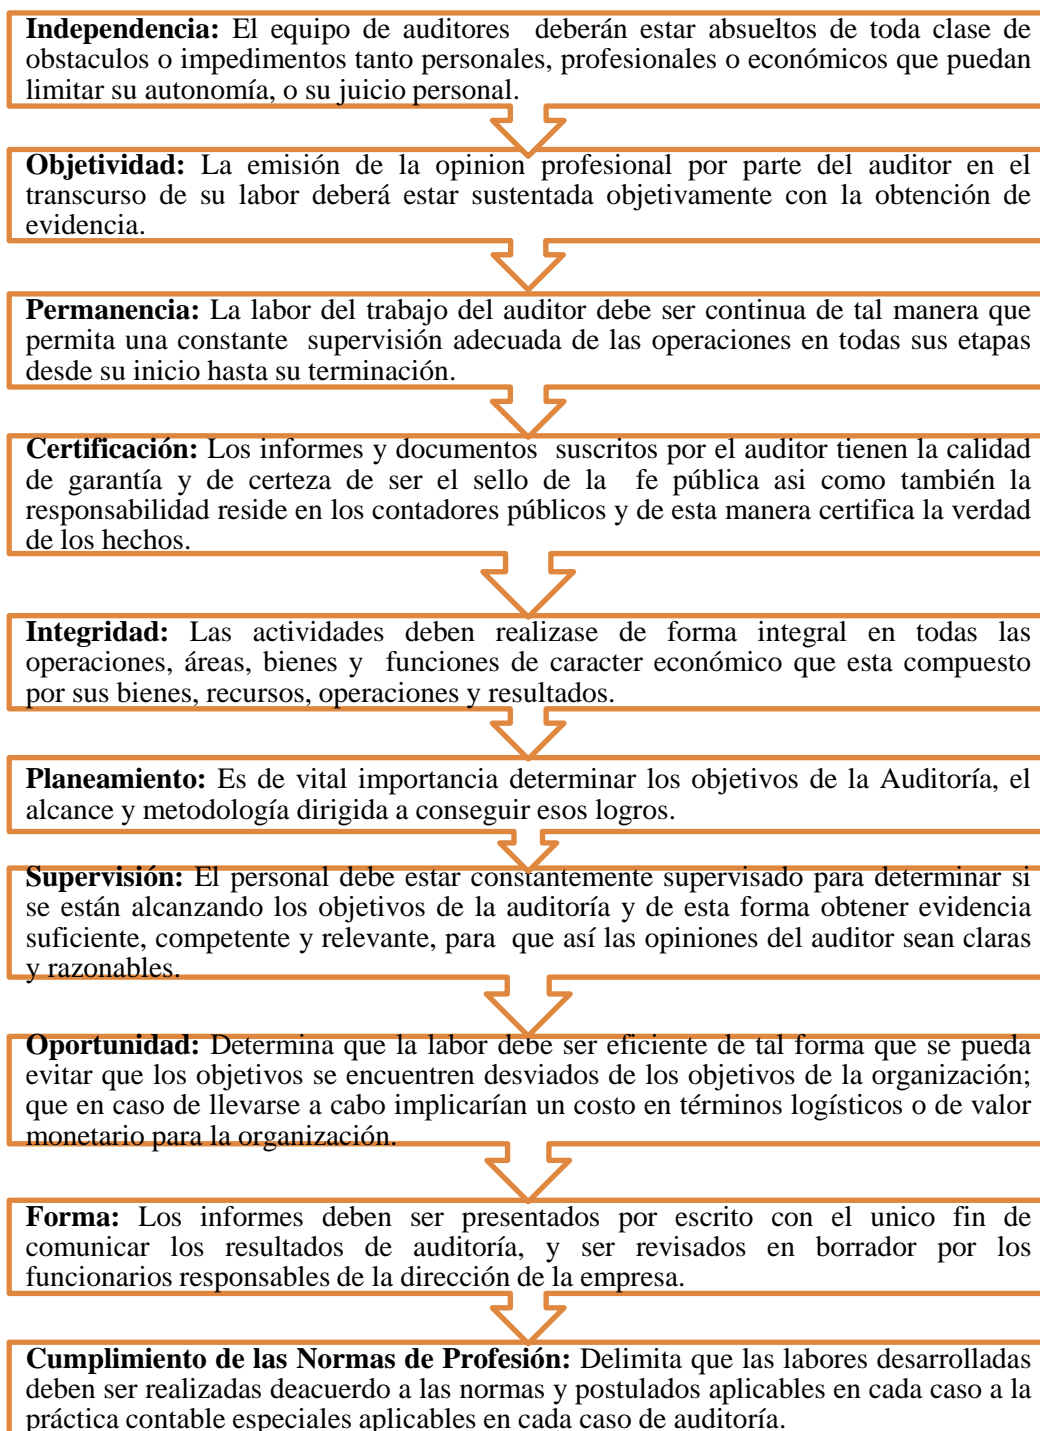 Independencia: El equipo de auditores deberán estar absueltos de toda clase de
obstaculos o impedimentos tanto personales, profesionales o económicos que puedan
limitar su autonomía, o su juicio personal.
Objetividad: La emisión de la opinion profesional por parte del auditor en el
transcurso de su labor deberá estar sustentada objetivamente con la obtención de
evidencia.
Permanencia: La labor del trabajo del auditor debe ser continua de tal manera que
permita una constante supervisión adecuada de las operaciones en todas sus etapas
desde su inicio hasta su terminación.
Certificación: Los informes y documentos suscritos por el auditor tienen la calidad
de garantía y de certeza de ser el sello de la fe pública asi como también la
responsabilidad reside en los contadores públicos y de esta manera certifica la verdad
de los hechos.
Integridad: Las actividades deben realizase de forma integral en todas las
operaciones, áreas, bienes y funciones de caracter económico que esta compuesto
por sus bienes, recursos, operaciones y resultados.
Planeamiento: Es de vital importancia determinar los objetivos de la Auditoría, el
alcance y metodología dirigida a conseguir esos logros.
Supervisión: El personal debe estar constantemente supervisado para determinar si
se están alcanzando los objetivos de la auditoría y de esta forma obtener evidencia
suficiente, competente y relevante, para que así las opiniones del auditor sean claras
y razonables.
Oportunidad: Determina que la labor debe ser eficiente de tal forma que se pueda
evitar que los objetivos se encuentren desviados de los objetivos de la organización;
que en caso de llevarse a cabo implicarían un costo en términos logísticos o de valor
monetario para la organización.
Forma: Los informes deben ser presentados por escrito con el unico fin de
comunicar los resultados de auditoría, y ser revisados en borrador por los
funcionarios responsables de la dirección de la empresa.
Cumplimiento de las Normas de Profesión: Delimita que las labores desarrolladas
deben ser realizadas deacuerdo a las normas y postulados aplicables en cada caso a la
práctica contable especiales aplicables en cada caso de auditoría.